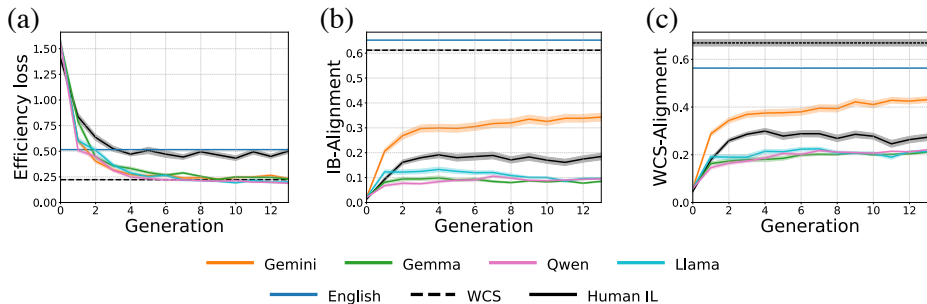 (a)
Efficiency loss
1.50
1.25
1.00
0.75
0.50
0.25
0 2 4 6 8 10 12
Generation
(b)
IB-Alignment
0.6
0.5
0.4
0.3
0.2
0.1
0.0
0 2 4 6 8 10 12
Generation
(c)
WCS-Alignment
0.6
0.4
0.2
0.0
0 2 4 6 8 10 12
Generation
Gemini Gemma Qwen Llama
English WCS Human IL